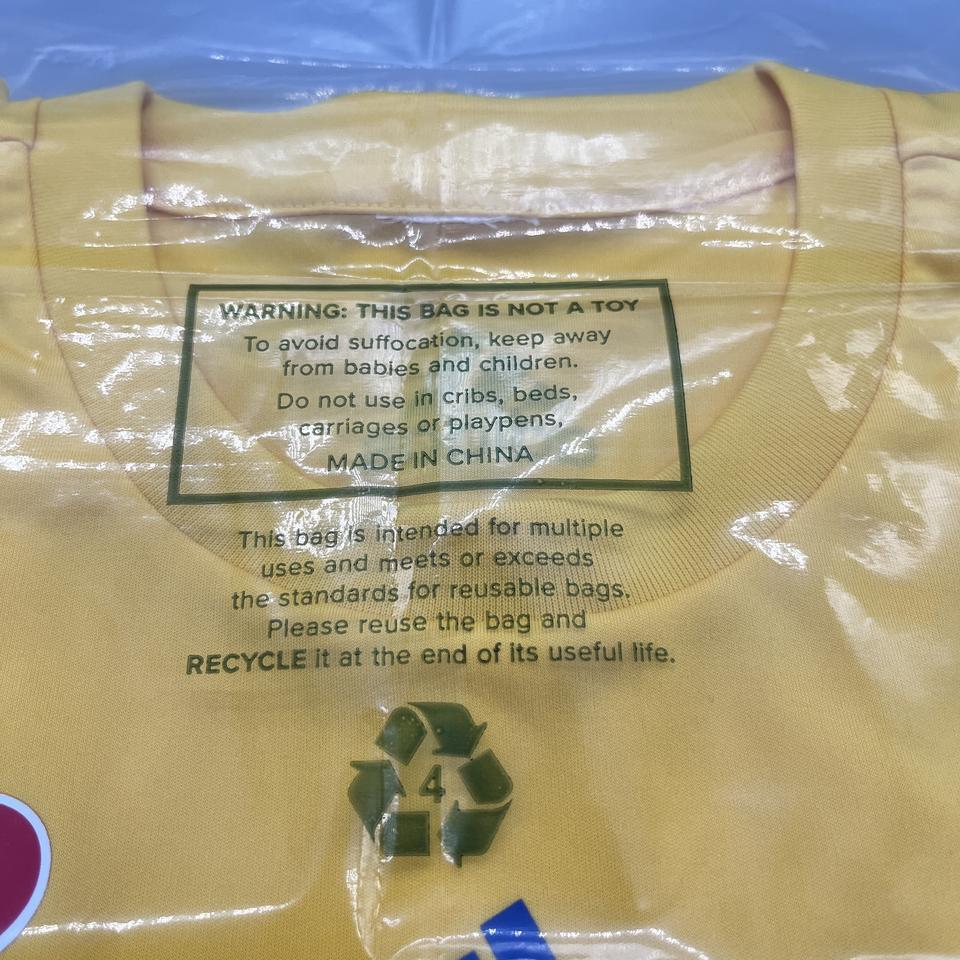 WARNING: THIS BAG IS NOT A TOY
To avoid suffocation, keep away
from babies and children.
Do not use in cribs, beds,
carriages or playpens,
MADE IN CHINA
This bag is intended for multiple
uses and meets or exceeds
the standards for reusable bags.
Please reuse the bag and
RECYCLE it at the end of its useful life.
4